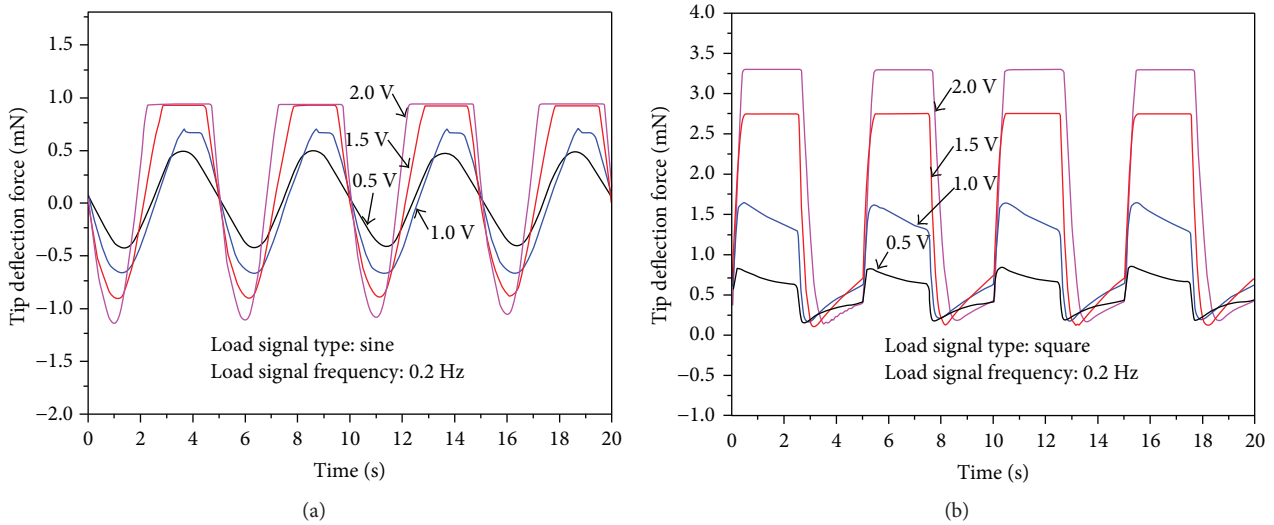 Tip deflection force (mN)
1.5
1.0
0.5
0.0
−0.5
−1.0
−1.5
−2.0
2.0 V
1.5 V
0.5 V
1.0 V
Load signal type: sine
Load signal frequency: 0.2 Hz
0 2 4 6 8 10 12 14 16 18 20
Time (s)
(a)
Tip deflection force (mN)
4.0
3.5
3.0
2.5
2.0
1.5
1.0
0.5
0.0
−0.5
−1.0
2.0 V
1.5 V
1.0 V
0.5 V
Load signal type: square
Load signal frequency: 0.2 Hz
0 2 4 6 8 10 12 14 16 18 20
Time (s)
(b)